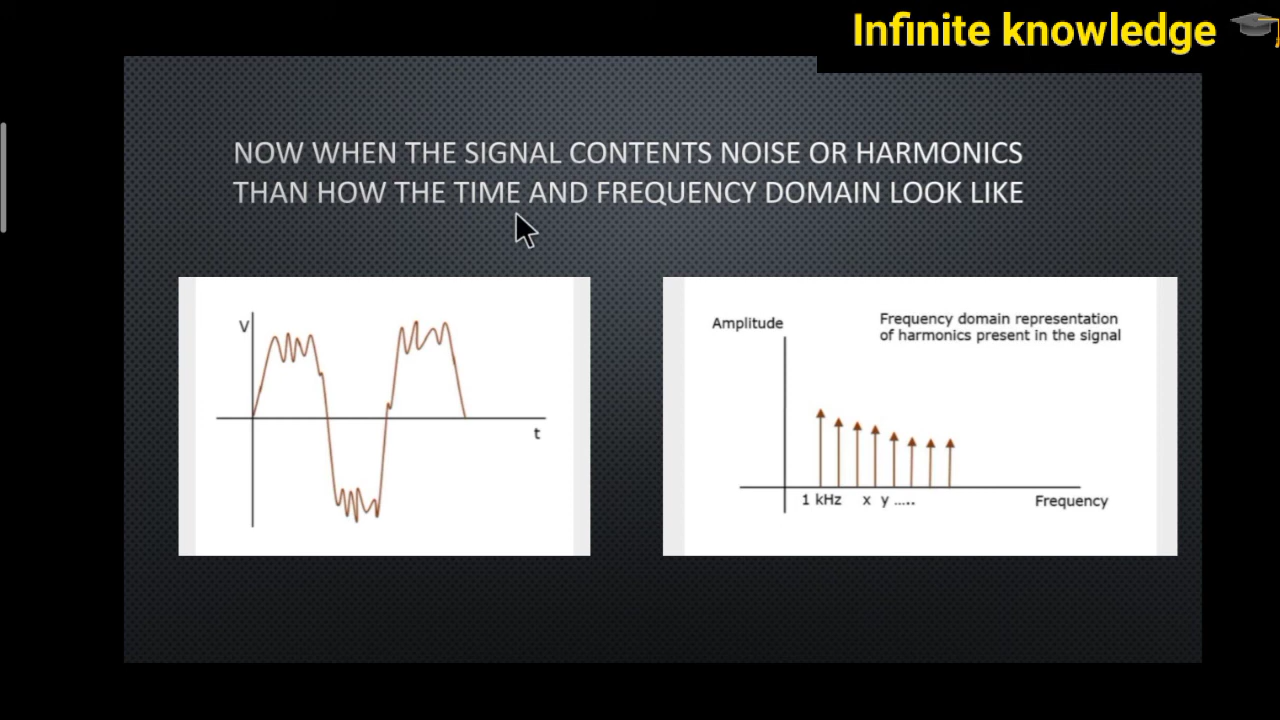 Infinite knowledge
NOW WHEN THE SIGNAL CONTENTS NOISE OR HARMONICS
THAN HOW THE TIME AND FREQUENCY DOMAIN LOOK LIKE
V
t
Amplitude
Frequency domain representation
of harmonics present in the signal
1 kHz x y .....
Frequency